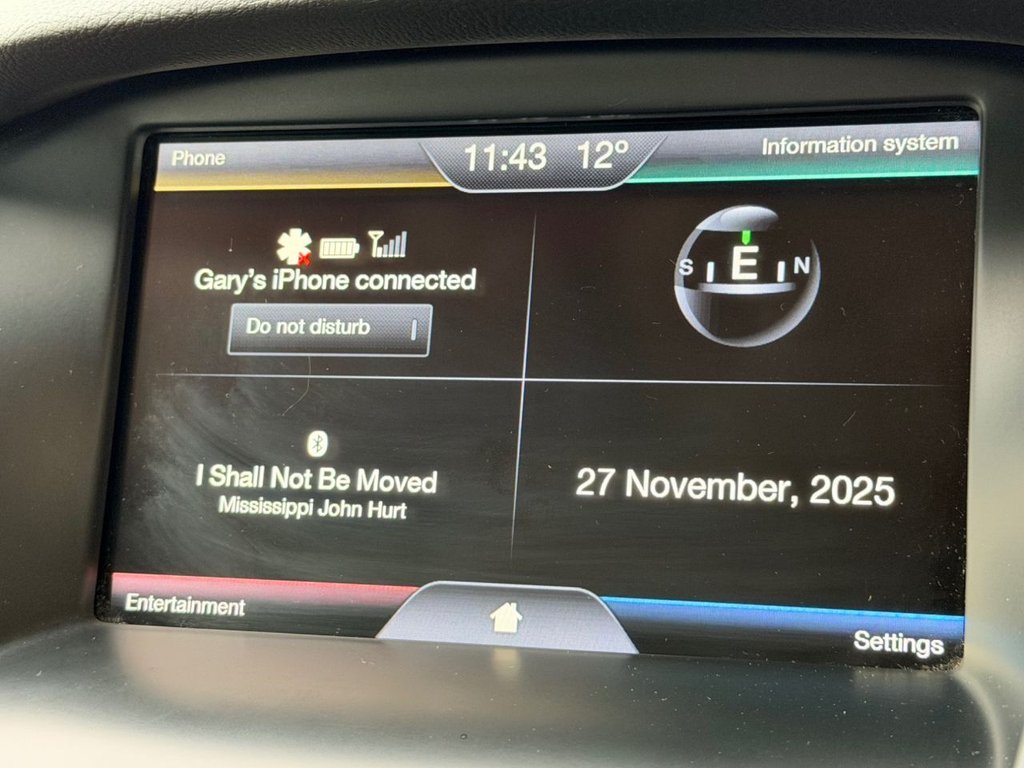 Phone
11:43 12°
Information system
Gary's iPhone connected
Do not disturb
S E N
I Shall Not Be Moved
Mississippi John Hurt
27 November, 2025
Entertainment
Settings